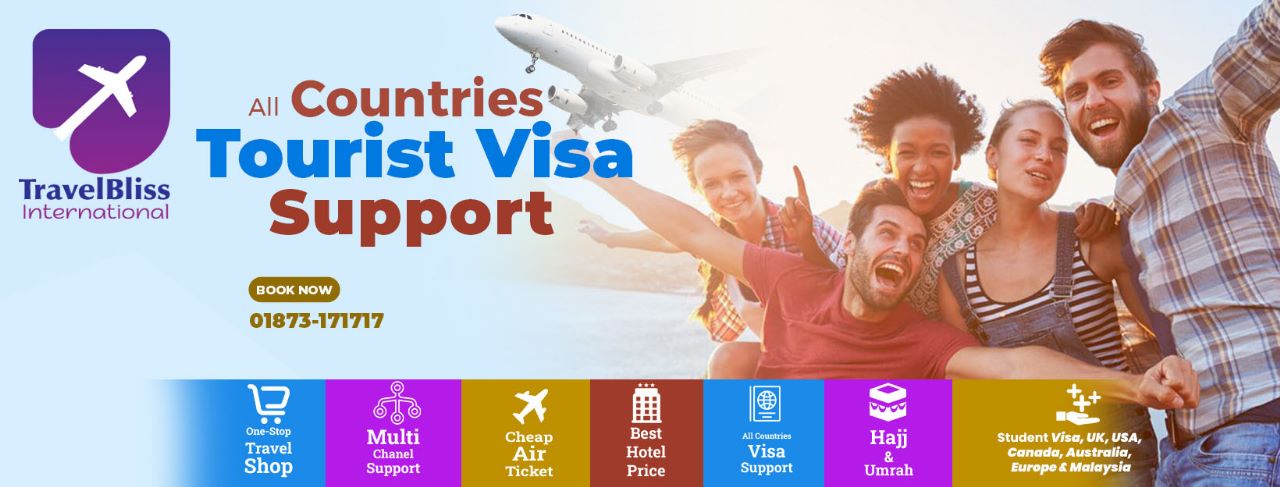 TravelBliss
International
All Countries
Tourist Visa
Support
BOOK NOW
01873-171717
One-Stop
Travel
Shop
Multi
Chanel
Support
Cheap
Air
Ticket
Best
Hotel
Price
All Countries
Visa
Support
Hajj
&
Umrah
Student Visa, UK, USA,
Canada, Australia,
Europe & Malaysia